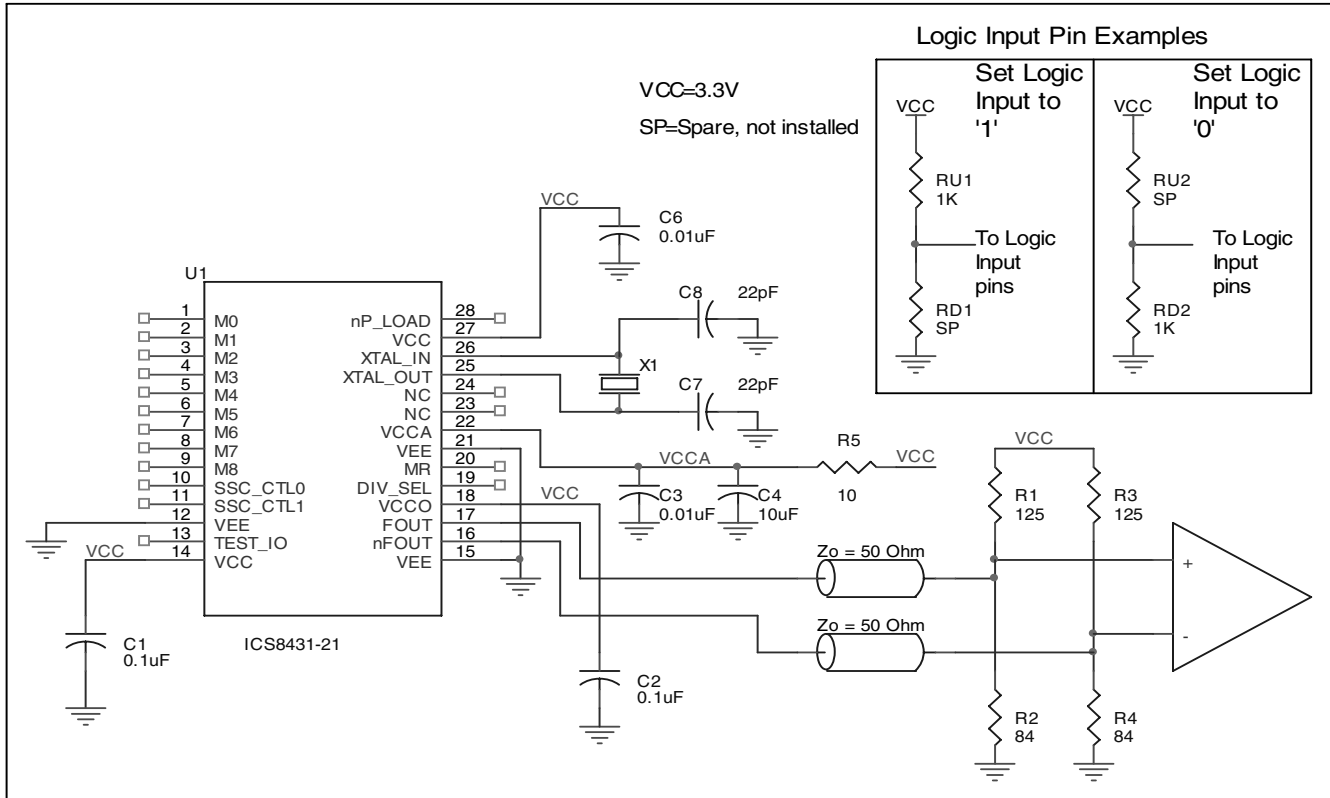 Logic Input Pin Examples
VCC=3.3V
SP=Spare, not installed
Set Logic
Input to
'1'
VCC
RU1
1K
To Logic
Input
pins
RD1
SP
Set Logic
Input to
'0'
VCC
RU2
SP
To Logic
Input
pins
RD2
1K
VCC
C6
0.01uF
U1
1 M0
2 M1
3 M2
4 M3
5 M4
6 M5
7 M6
8 M7
9 M8
10 SSC_CTL0
11 SSC_CTL1
12 VEE
13 TEST_IO
14 VCC
nP_LOAD 28
VCC 27
XTAL_IN 26
XTAL_OUT 25
NC 24
NC 23
VCCA 22
VEE 21
MR 20
DIV_SEL 19
VCCO 18
FOUT 17
nFOUT 16
VEE 15
ICS8431-21
C8 22pF
X1
C7 22pF
VCCA
R5
10
VCC
C3
0.01uF
C4
10uF
VCC
VCC
C1
0.1uF
C2
0.1uF
Zo = 50 Ohm
Zo = 50 Ohm
VCC
R1
125
R3
125
+
-
R2
84
R4
84